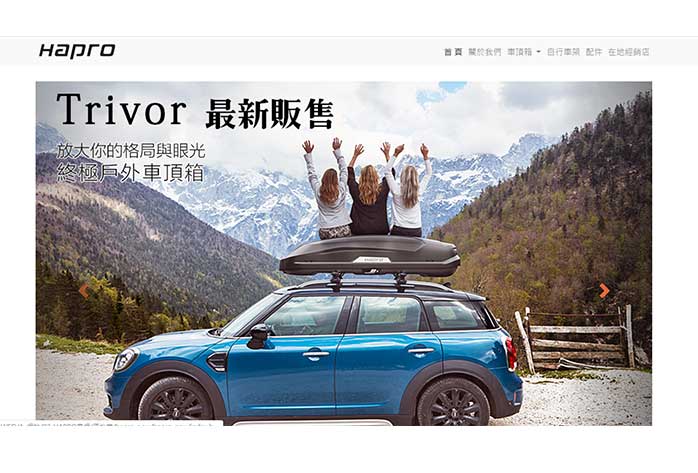 Hapro
首頁 關於我們 車頂箱 自行車架 配件 在地經銷店
Trivor 最新販售
放大你的格局與眼光
終極戶外車頂箱
HAPRO